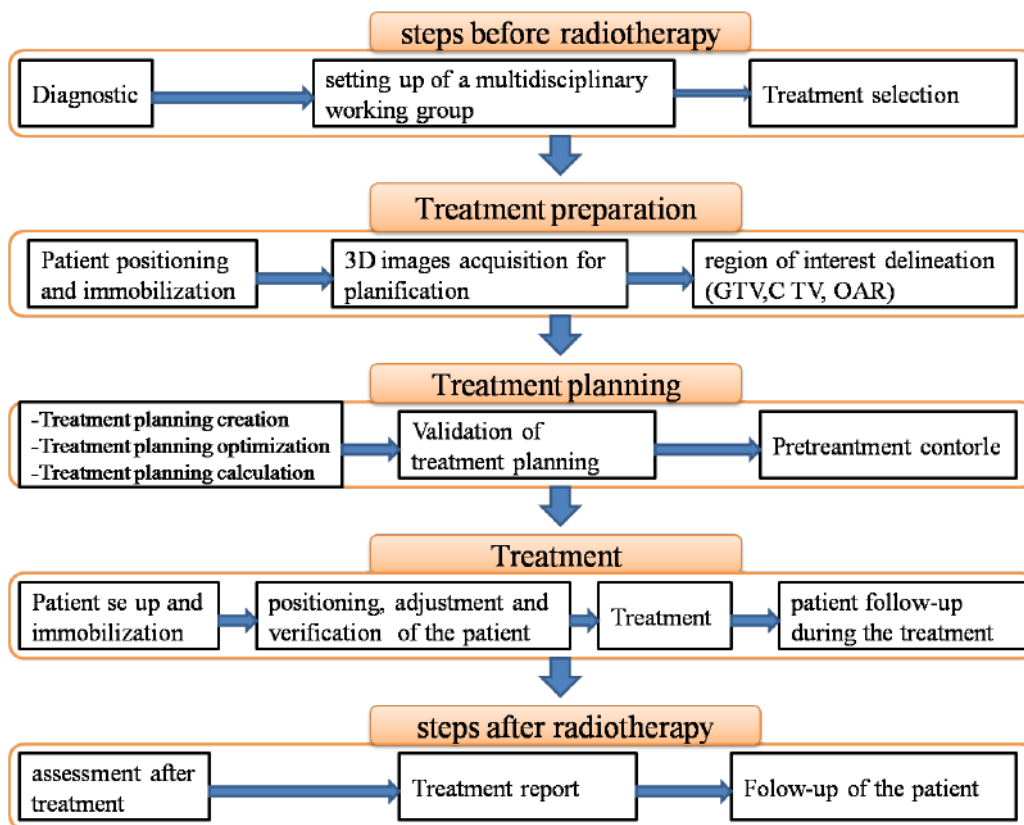 steps before radiotherapy
Diagnostic
setting up of a multidisciplinary
working group
Treatment selection
Treatment preparation
Patient positioning
and immobilization
3D images acquisition for
planification
region of interest delineation
(GTV,C TV, OAR)
Treatment planning
-Treatment planning creation
-Treatment planning optimization
-Treatment planning calculation
Validation of
treatment planning
Pretreantment contorle
Treatment
Patient se up and
immobilization
positioning, adjustment and
verification of the patient
Treatment
patient follow-up
during the treatment
steps after radiotherapy
assessment after
treatment
Treatment report
Folow-up of the patient